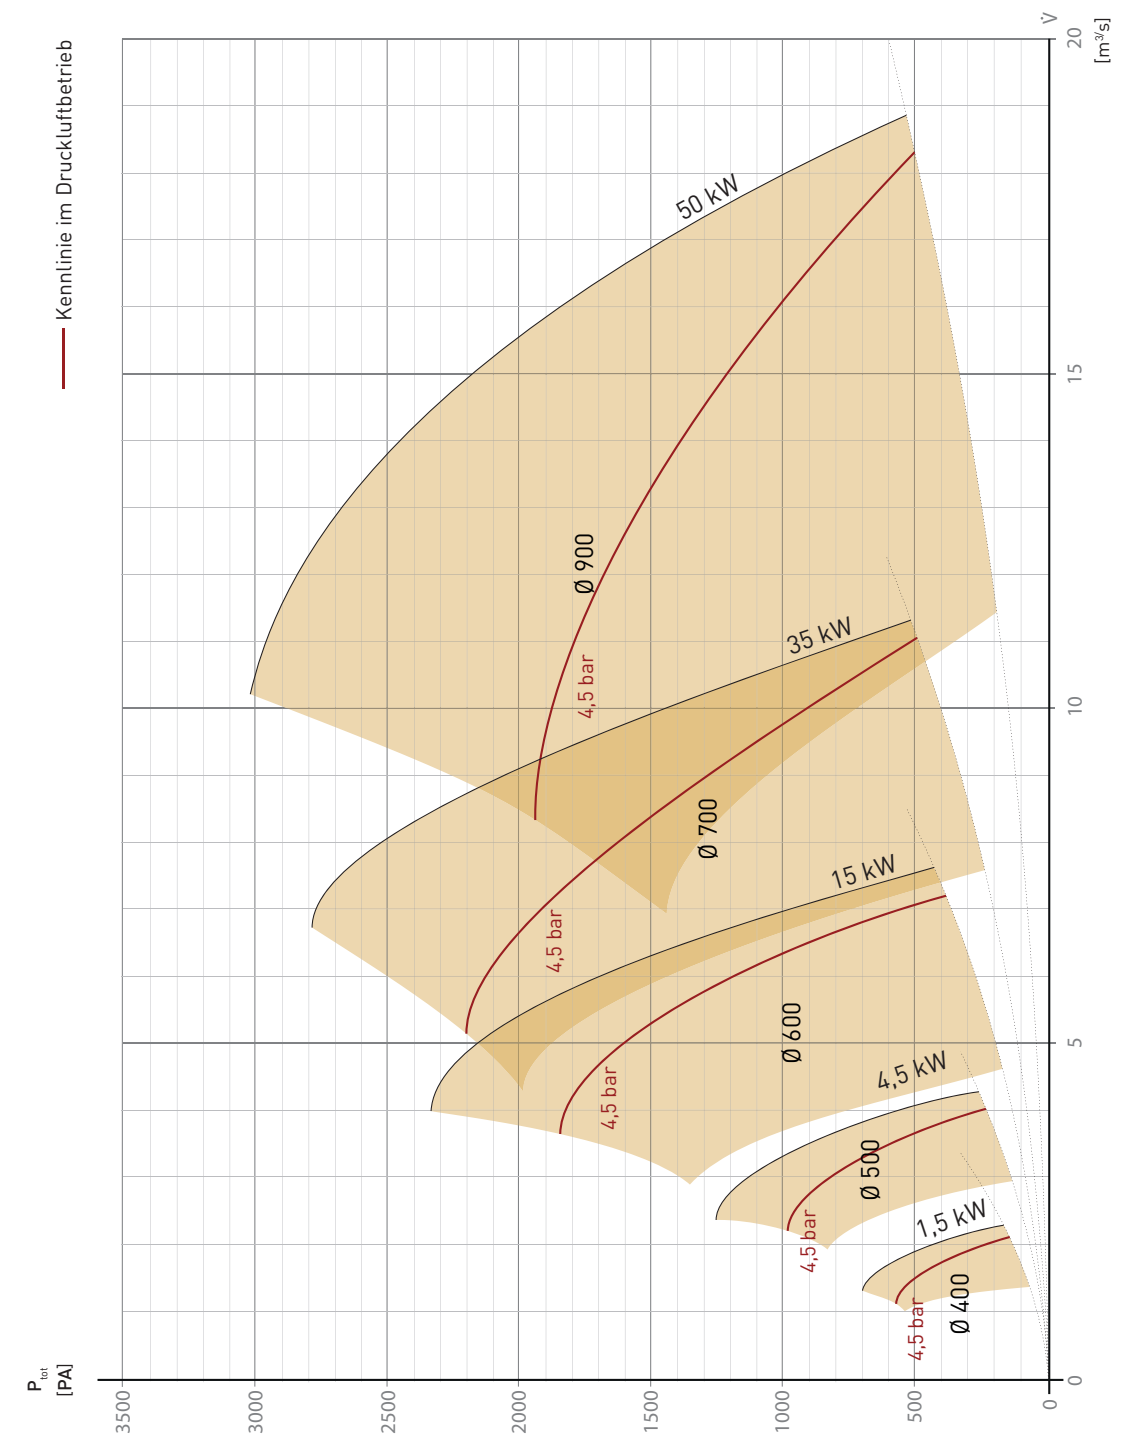 Kennlinie im Druckluftbetrieb
P tot
[PA]
3500
3000
2500
2000
1500
1000
500
0
0
5
10
15
20
V̇
[m³/s]
50 kW
Ø 900
4,5 bar
35 kW
Ø 700
4,5 bar
15 kW
Ø 600
4,5 bar
4,5 kW
Ø 500
4,5 bar
1,5 kW
Ø 400
4,5 bar